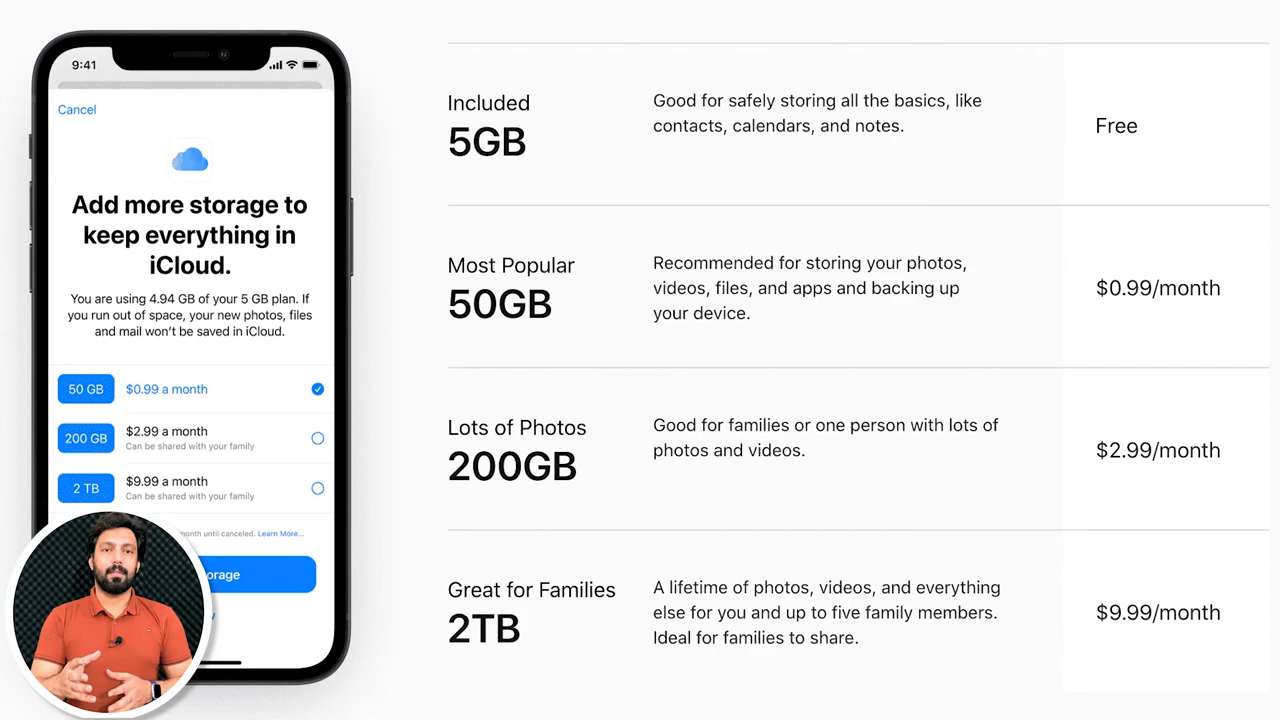 9:41
Cancel
Add more storage to
keep everything in
iCloud.
You are using 4.94 GB of your 5 GB plan. If
you run out of space, your new photos, files
and mail won't be saved in iCloud.
50 GB $0.99 a month
200 GB $2.99 a month
Can be shared with your family
2 TB $9.99 a month
Can be shared with your family
until canceled. Learn More...
Included
5GB
Good for safely storing all the basics, like
contacts, calendars, and notes.
Free
Most Popular
50GB
Recommended for storing your photos,
videos, files, and apps and backing up
your device.
$0.99/month
Lots of Photos
200GB
Good for families or one person with lots of
photos and videos.
$2.99/month
Great for Families
2TB
A lifetime of photos, videos, and everything
else for you and up to five family members.
Ideal for families to share.
$9.99/month